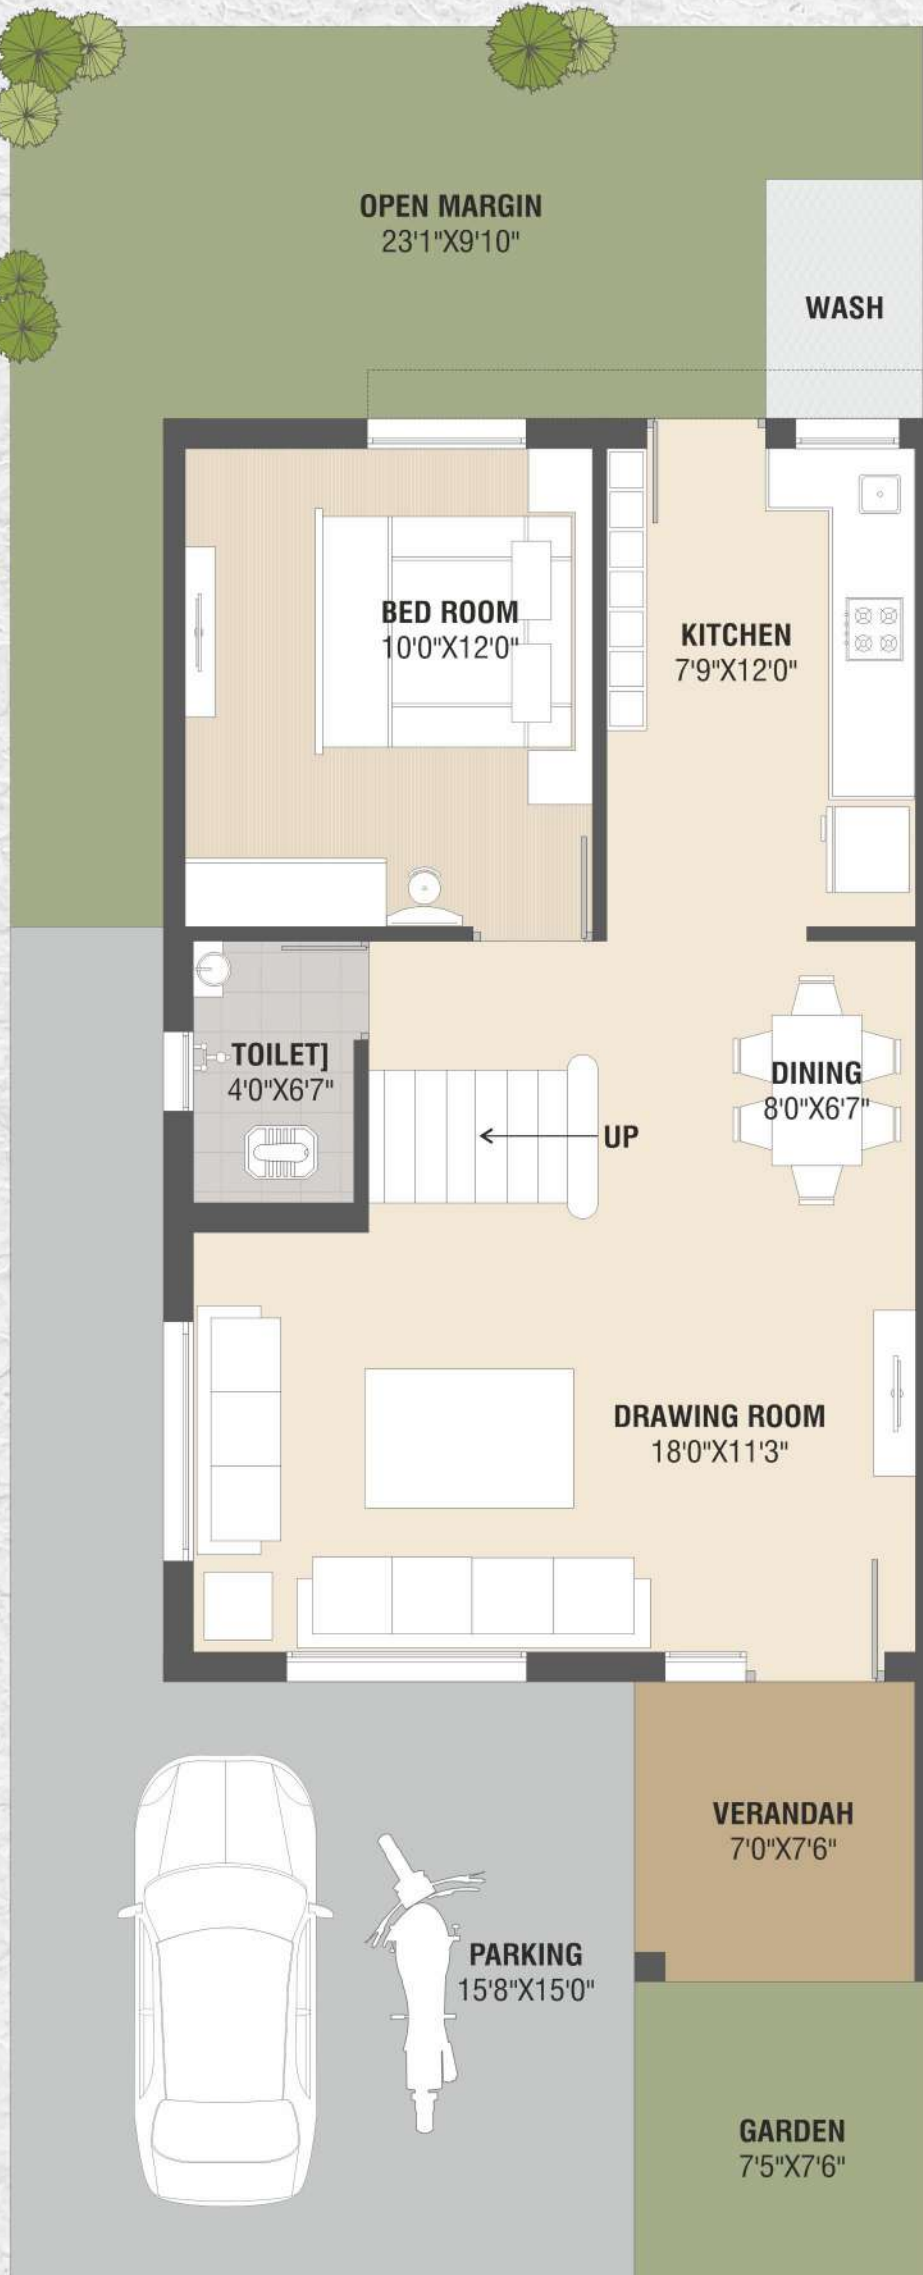 OPEN MARGIN
23'1"X9'10"
WASH
BED ROOM
10'0"X12'0"
KITCHEN
7'9"X12'0"
TOILET]
4'0"X6'7"
DINING
8'0"X6'7"
UP
DRAWING ROOM
18'0"X11'3"
VERANDAH
7'0"X7'6"
PARKING
15'8"X15'0"
GARDEN
7'5"X7'6"